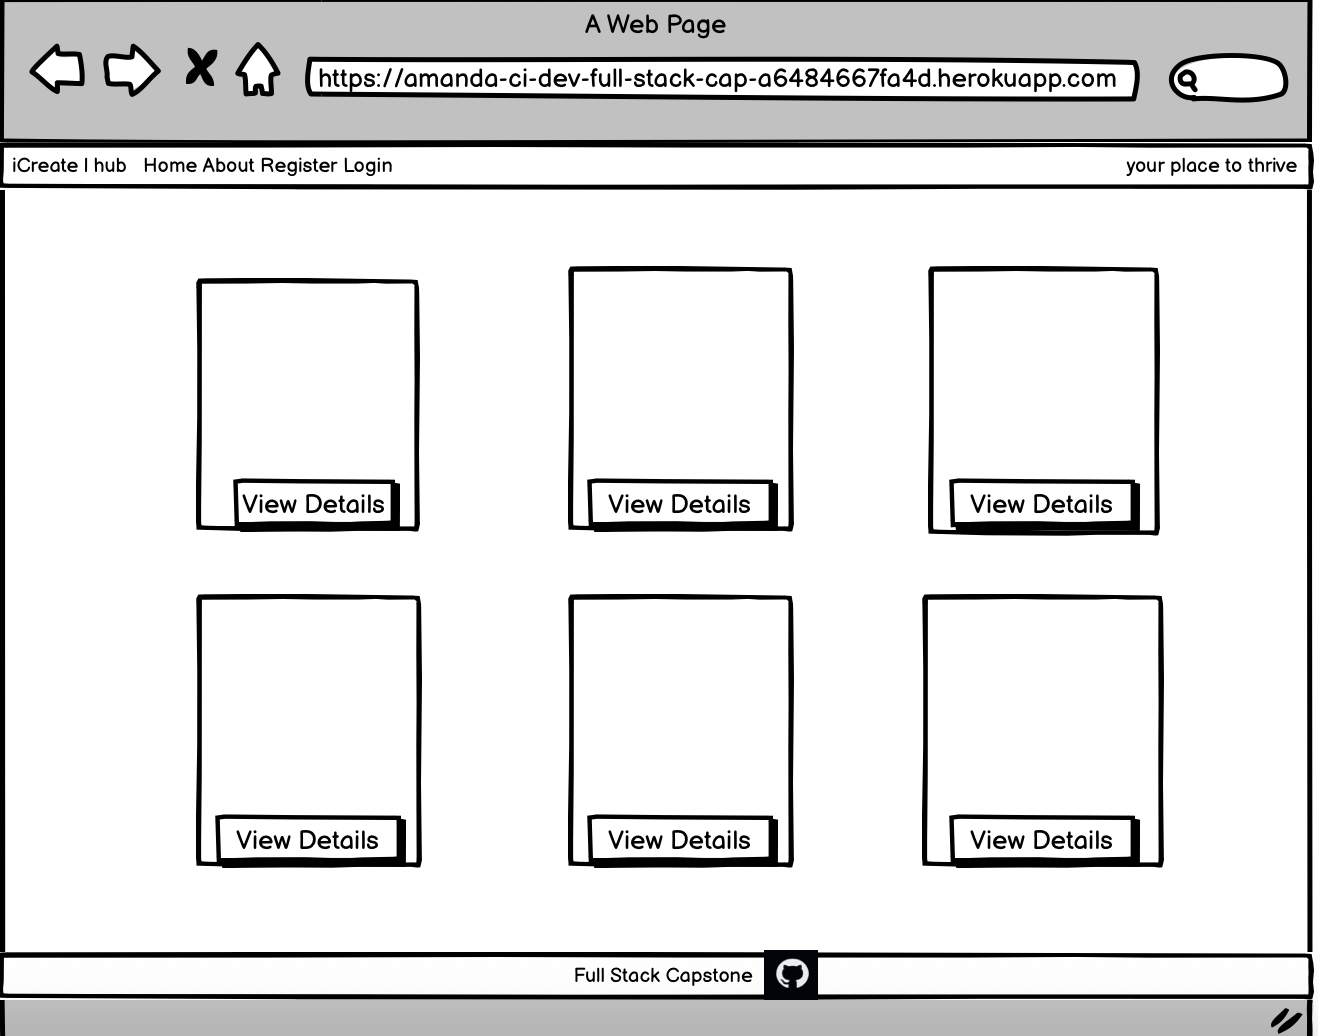 A Web Page
https://amanda-ci-dev-full-stack-cap-a6484667fa4d.herokuapp.com
iCreate I hub Home About Register Login your place to thrive
View Details View Details View Details
View Details View Details View Details
Full Stack Capstone